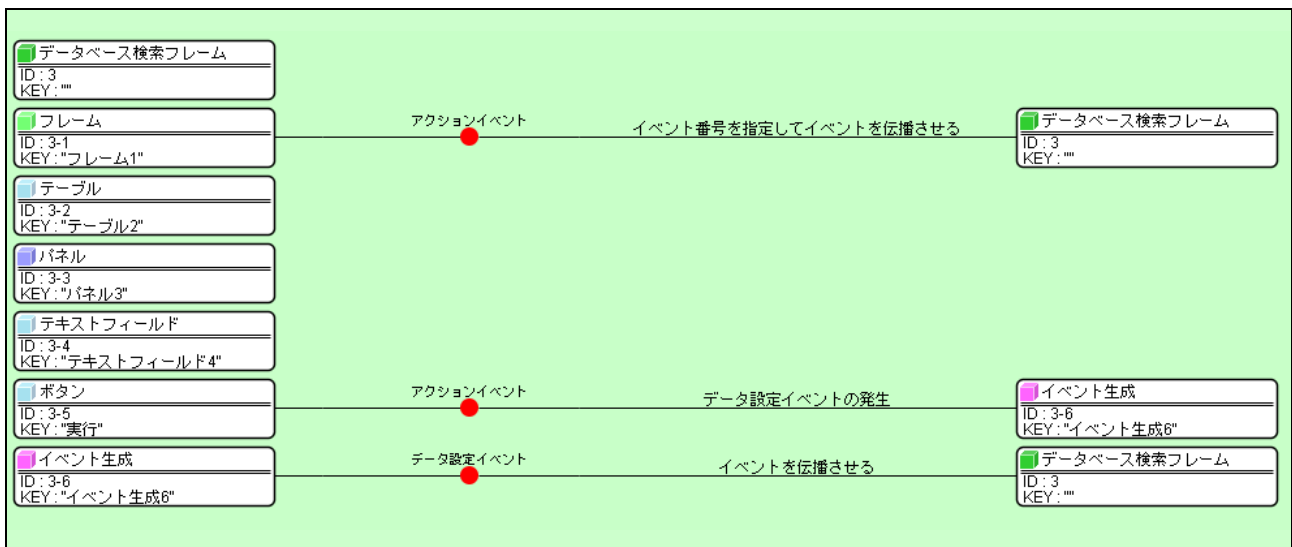 データベース検索フレーム
ID : 3
KEY : ""
フレーム
ID : 3-1
KEY : "フレーム1"
アクションイベント
イベント番号を指定してイベントを伝播させる
データベース検索フレーム
ID : 3
KEY : ""
テーブル
ID : 3-2
KEY : "テーブル2"
パネル
ID : 3-3
KEY : "パネル3"
テキストフィールド
ID : 3-4
KEY : "テキストフィールド4"
ボタン
ID : 3-5
KEY : "実行"
アクションイベント
データ設定イベントの発生
イベント生成
ID : 3-6
KEY : "イベント生成6"
イベント生成
ID : 3-6
KEY : "イベント生成6"
データ設定イベント
イベントを伝播させる
データベース検索フレーム
ID : 3
KEY : ""